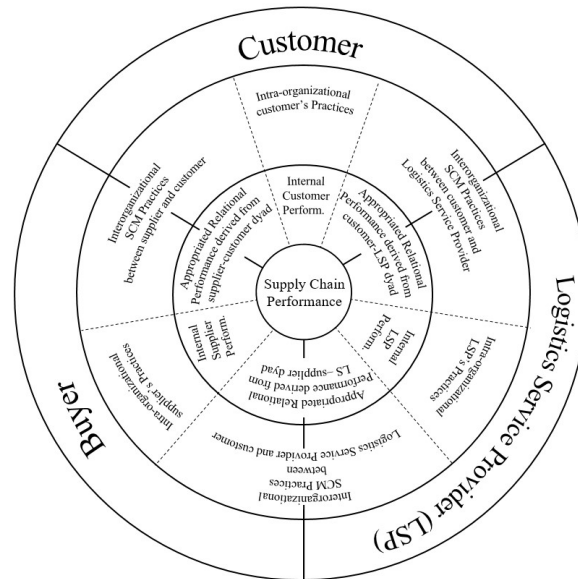 Customer
Intra-organizational
customer's Practices
Interorganizational
SCM Practices
between supplier and customer
Interorganizational
SCM Practices
between customer and
Logistics Service Provider
Internal
Customer
Perform.
Appropriated Relational
Performance derived from
supplier-customer dyad
Appropriated Relational
Performance derived from
customer-LSP dyad
Supply Chain
Performance
Internal
Supplier
Perform.
Internal
LSP
Perform.
Appropriated Relational
Performance derived from
LS –supplier dyad
Intra-organizational
supplier's Practices
Intra-organizational
LSP's Practices
Interorganizational
SCM Practices
between
Logistics Service Provider and customer
Buyer
Logistics Service Provider (LSP)